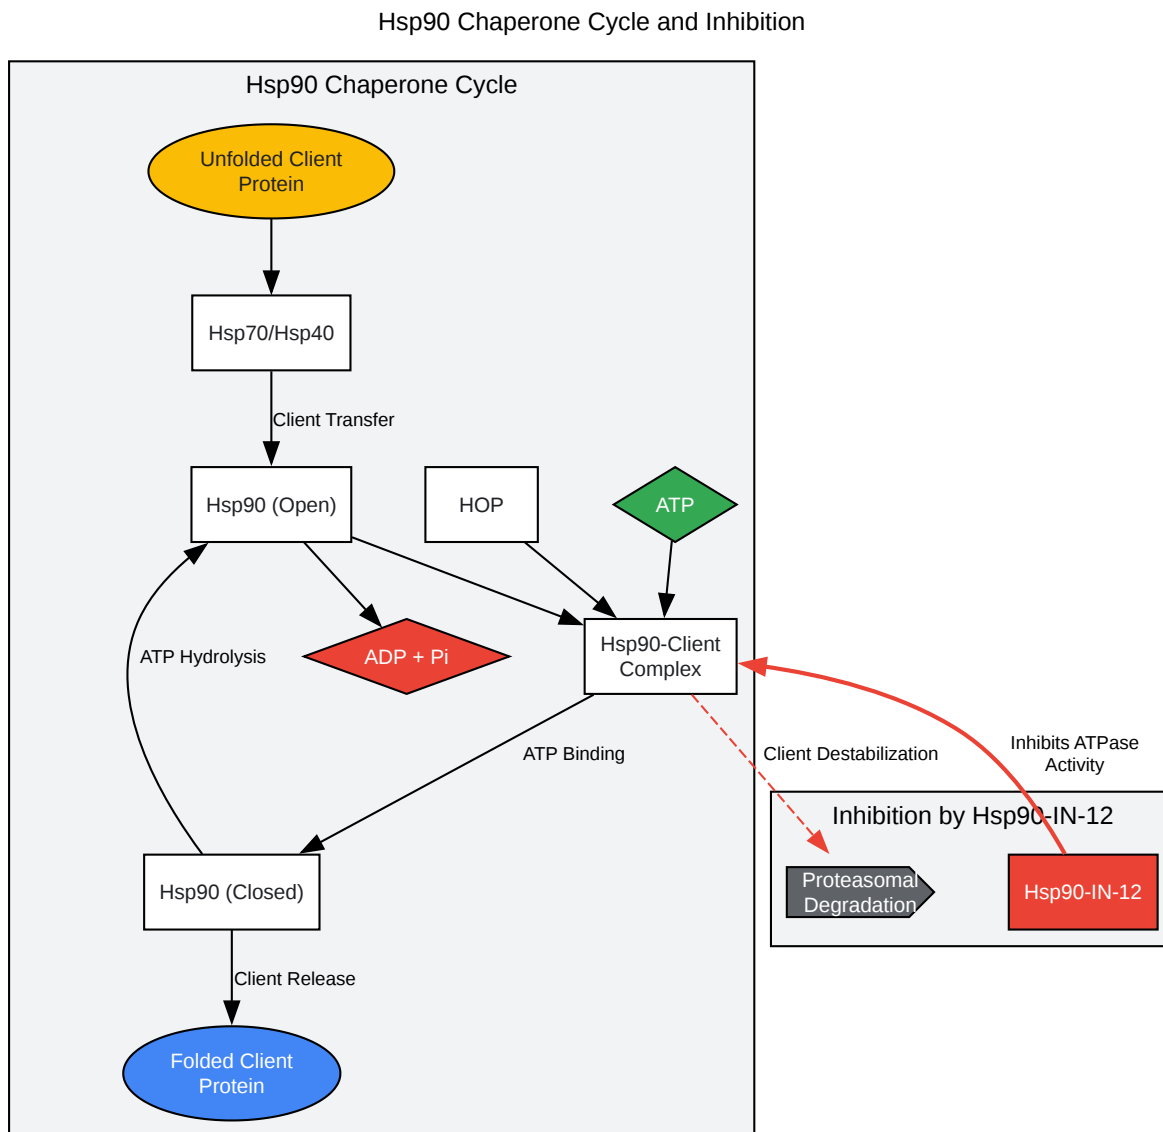 Hsp90 Chaperone Cycle and Inhibition
Hsp90 Chaperone Cycle
Unfolded Client
Protein
Hsp70/Hsp40
Client Transfer
Hsp90 (Open)
HOP
ATP
ATP Hydrolysis
ADP + Pi
Hsp90-Client
Complex
ATP Binding
Client Destabilization
Inhibits ATPase
Activity
Inhibition by Hsp90-IN-12
Hsp90 (Closed)
Proteasomal
Degradation
Hsp90-IN-12
Client Release
Folded Client
Protein